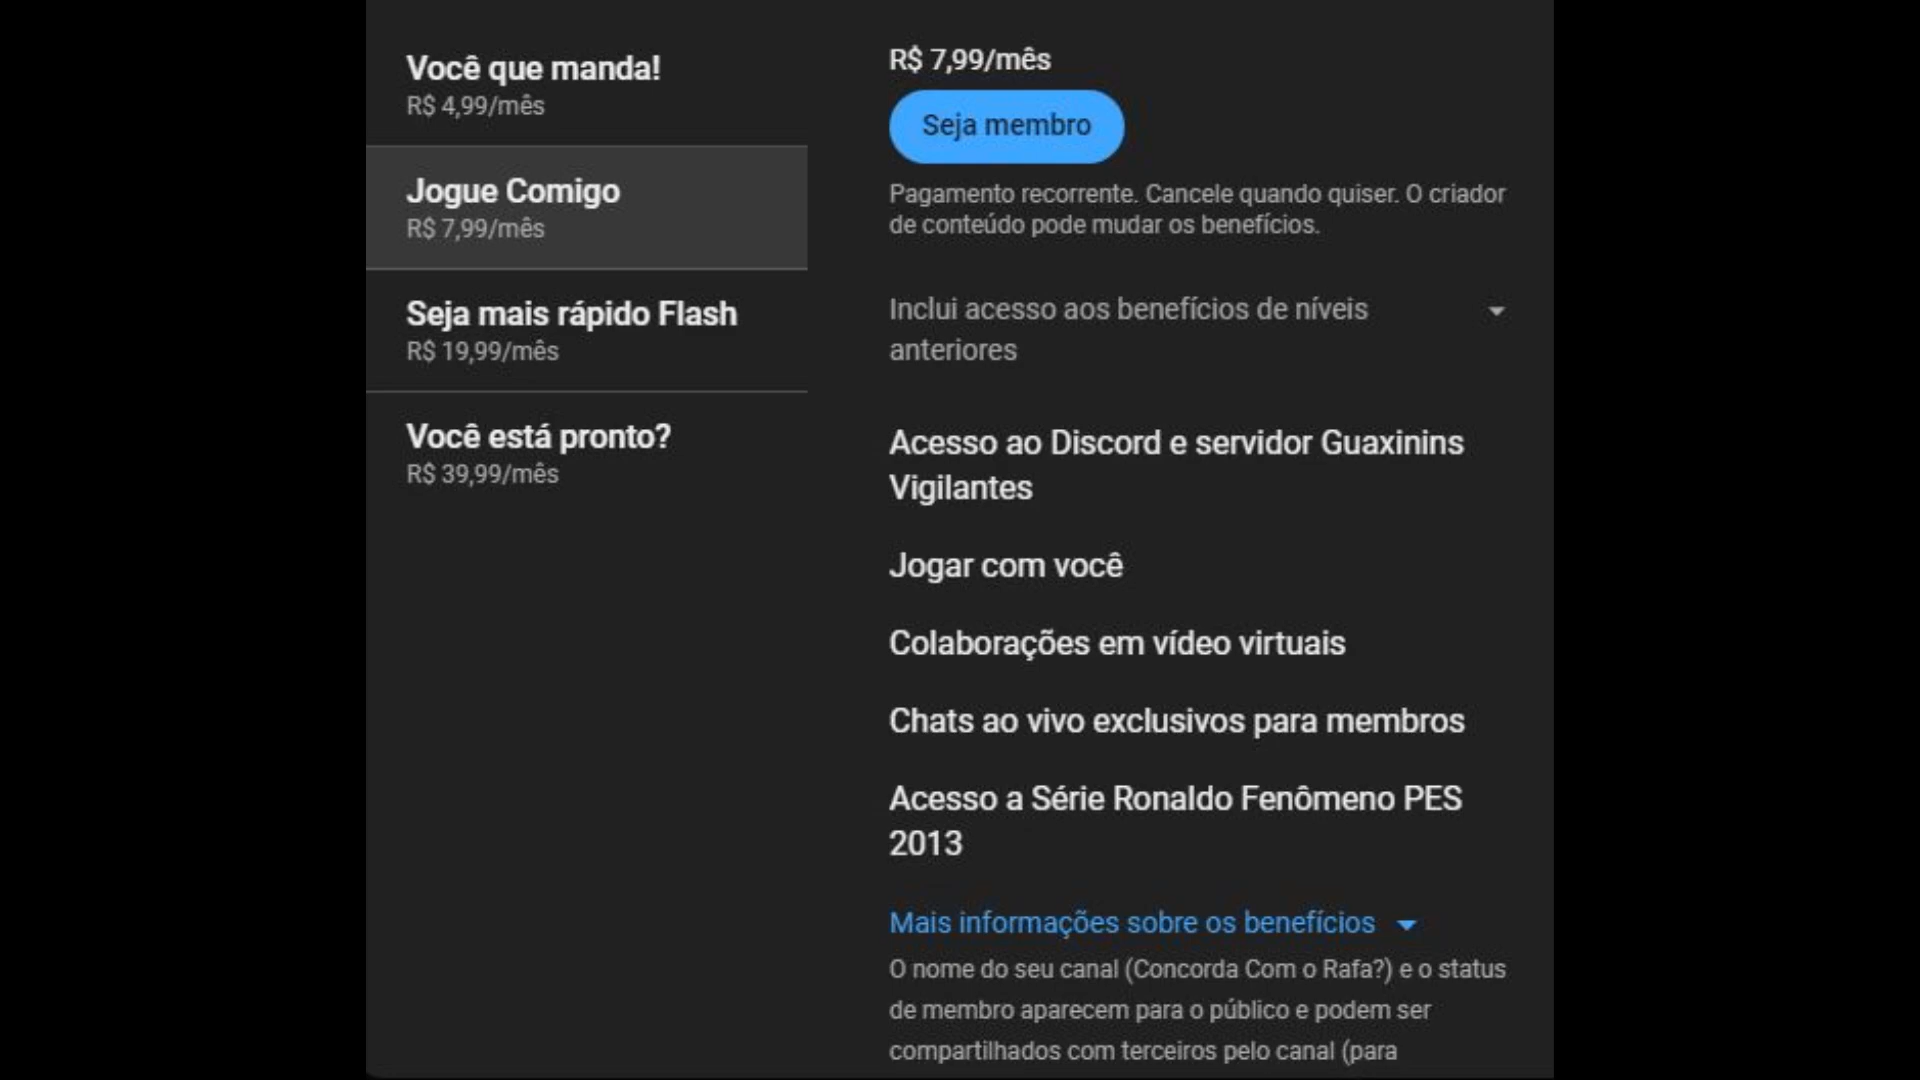 Você que manda!
R$ 4,99/mês
Jogue Comigo
R$ 7,99/mês
Seja mais rápido Flash
R$ 19,99/mês
Você está pronto?
R$ 39,99/mês
R$ 7,99/mês
Seja membro
Pagamento recorrente. Cancele quando quiser. O criador
de conteúdo pode mudar os benefícios.
Inclui acesso aos benefícios de níveis
anteriores
Acesso ao Discord e servidor Guaxinins
Vigilantes
Jogar com você
Colaborações em vídeo virtuais
Chats ao vivo exclusivos para membros
Acesso a Série Ronaldo Fenômeno PES
2013
Mais informações sobre os benefícios
O nome do seu canal (Concorda Com o Rafa?) e o status
de membro aparecem para o público e podem ser
compartilhados com terceiros pelo canal (para